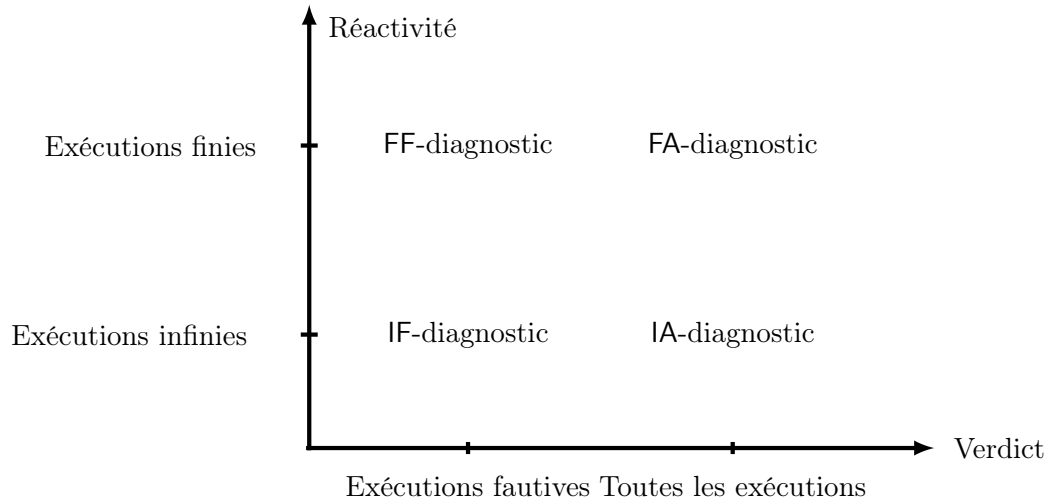 Réactivité
Exécutions finies FF-diagnostic FA-diagnostic
Exécutions infinies IF-diagnostic IA-diagnostic
Verdict
Exécutions fautives Toutes les exécutions